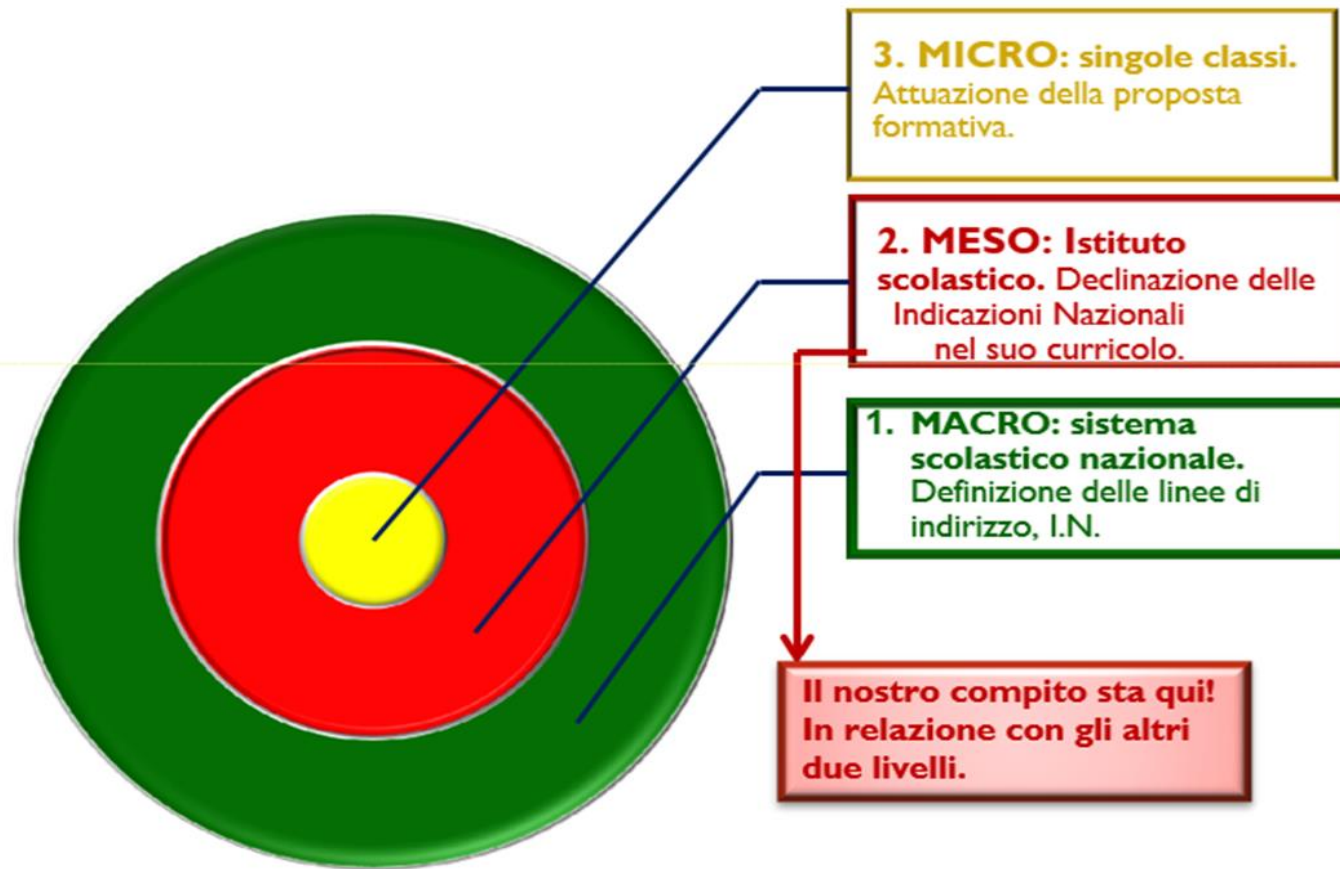 3. MICRO: singole classi.
Attuazione della proposta
formativa.
2. MESO: Istituto
scolastico. Declinazione delle
Indicazioni Nazionali
nel suo curricolo.
1. MACRO: sistema
scolastico nazionale.
Definizione delle linee di
indirizzo, I.N.
Il nostro compito sta qui!
In relazione con gli altri
due livelli.